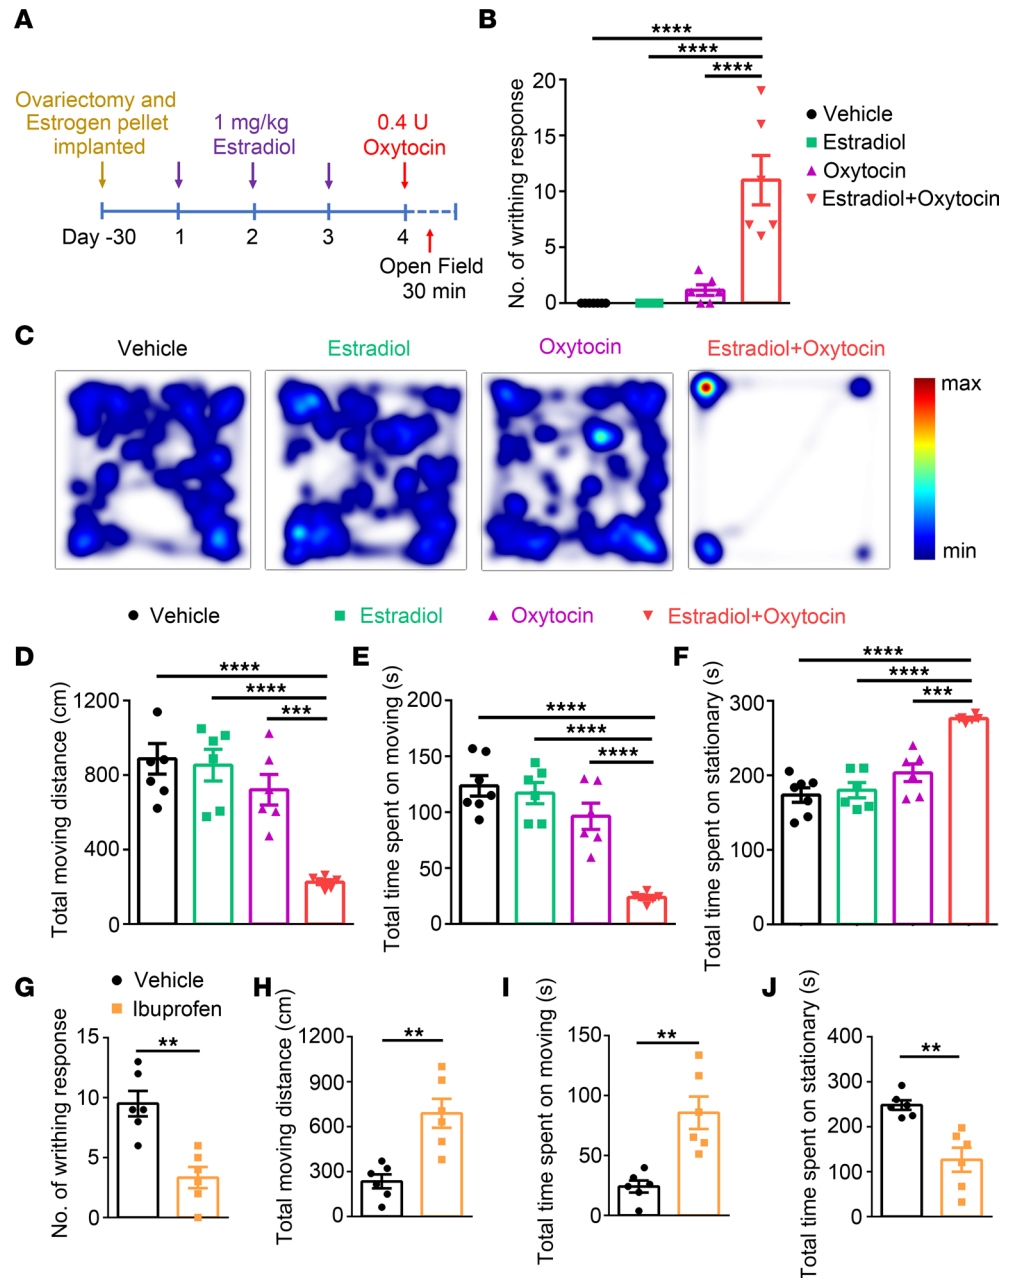 A
Ovariectomy and
Estrogen pellet
implanted
1 mg/kg
Estradiol
0.4 U
Oxytocin
Day -30
1
2
3
4
Open Field
30 min
B
****
****
****
No. of writhing response
20
15
10
5
0
Vehicle
Estradiol
Oxytocin
Estradiol+Oxytocin
C
Vehicle
Estradiol
Oxytocin
Estradiol+Oxytocin
max
min
Vehicle
Estradiol
Oxytocin
Estradiol+Oxytocin
D
****
****
***
Total moving distance (cm)
1200
800
400
0
E
****
****
****
Total time spent on moving (s)
200
150
100
50
0
F
****
****
***
Total time spent on stationary (s)
300
200
100
0
G
Vehicle
Ibuprofen
**
No. of writhing response
15
10
5
0
H
**
Total moving distance (cm)
1200
900
600
300
0
I
**
Total time spent on moving (s)
150
100
50
0
J
**
Total time spent on stationary (s)
400
300
200
100
0